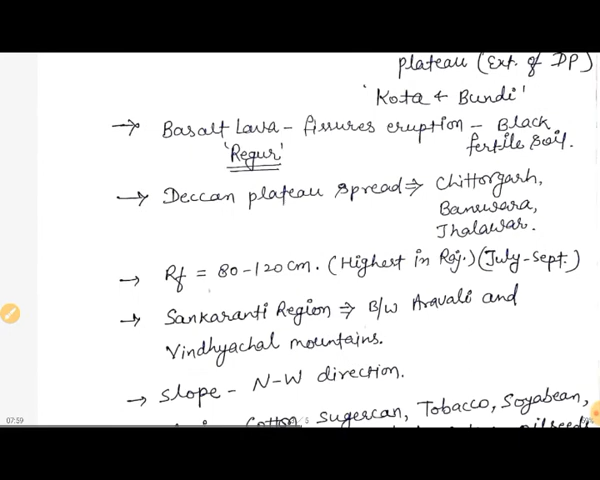 plateau (Ext. of DP)
'Kota & Bundi'
→ Basalt Lava - fissures eruption - Black
'Regur' fertile soil.
→ Deccan plateau spread ⇒ Chittorgarh,
Banswara,
Jhalawar.
→ Rf = 80-120 cm. (Highest in Raj.) (July-Sept.)
→ Sankaranti Region ⇒ B/W Aravali and
Vindhyachal mountains.
→ Slope - N-W direction.
Cotton, sugercan, Tobacco, Soyabean,
oilseeds
07:59